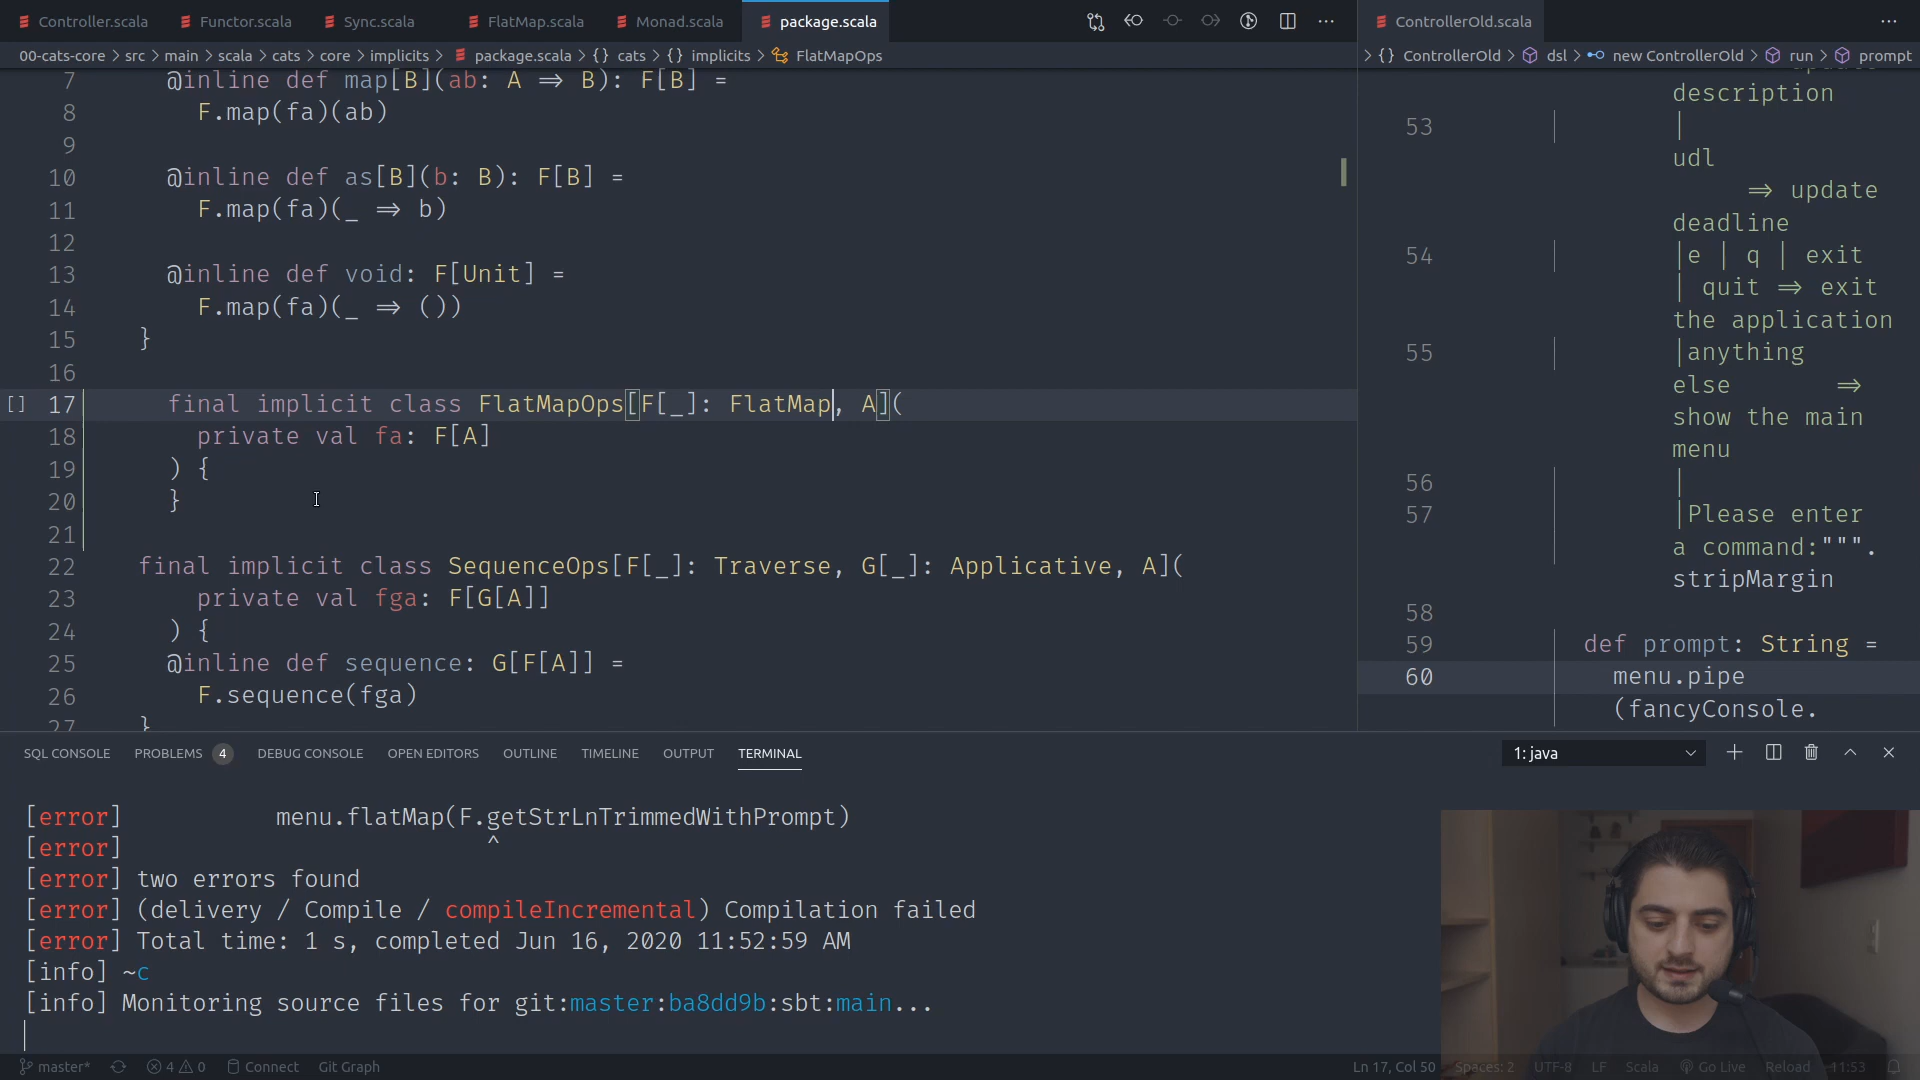 Controller.scala
Functor.scala
Sync.scala
FlatMap.scala
Monad.scala
package.scala
ControllerOld.scala
00-cats-core > src > main > scala > cats > core > implicits > package.scala > {} cats > {} implicits > FlatMapOps
> {} ControllerOld > dsl > new ControllerOld > run > prompt
7 @inline def map[B](ab: A ⇒ B): F[B] =
8 F.map(fa)(ab)
9
10 @inline def as[B](b: B): F[B] =
11 F.map(fa)(_ ⇒ b)
12
13 @inline def void: F[Unit] =
14 F.map(fa)(_ ⇒ ())
15 }
16
[] 17 final implicit class FlatMapOps[F[_]: FlatMap, A](
18 private val fa: F[A]
19 ) {
20 }
21
22 final implicit class SequenceOps[F[_]: Traverse, G[_]: Applicative, A](
23 private val fga: F[G[A]]
24 ) {
25 @inline def sequence: G[F[A]] =
26 F.sequence(fga)
27 }
update
description
53 |
udl
⇒ update
deadline
54 |e | q | exit
| quit ⇒ exit
the application
55 |anything
else ⇒
show the main
menu
56 |
57 |Please enter
a command:""".
stripMargin
58
59 def prompt: String =
60 menu.pipe
(fancyConsole.
SQL CONSOLE
PROBLEMS 4
DEBUG CONSOLE
OPEN EDITORS
OUTLINE
TIMELINE
OUTPUT
TERMINAL
1: java
[error] menu.flatMap(F.getStrLnTrimmedWithPrompt)
[error] ^
[error] two errors found
[error] (delivery / Compile / compileIncremental) Compilation failed
[error] Total time: 1 s, completed Jun 16, 2020 11:52:59 AM
[info] ~c
[info] Monitoring source files for git:master:ba8dd9b:sbt:main...
master* 4 0 Connect Git Graph
Ln 17, Col 50 Spaces: 2 UTF-8 LF Scala Go Live Reload 11:53